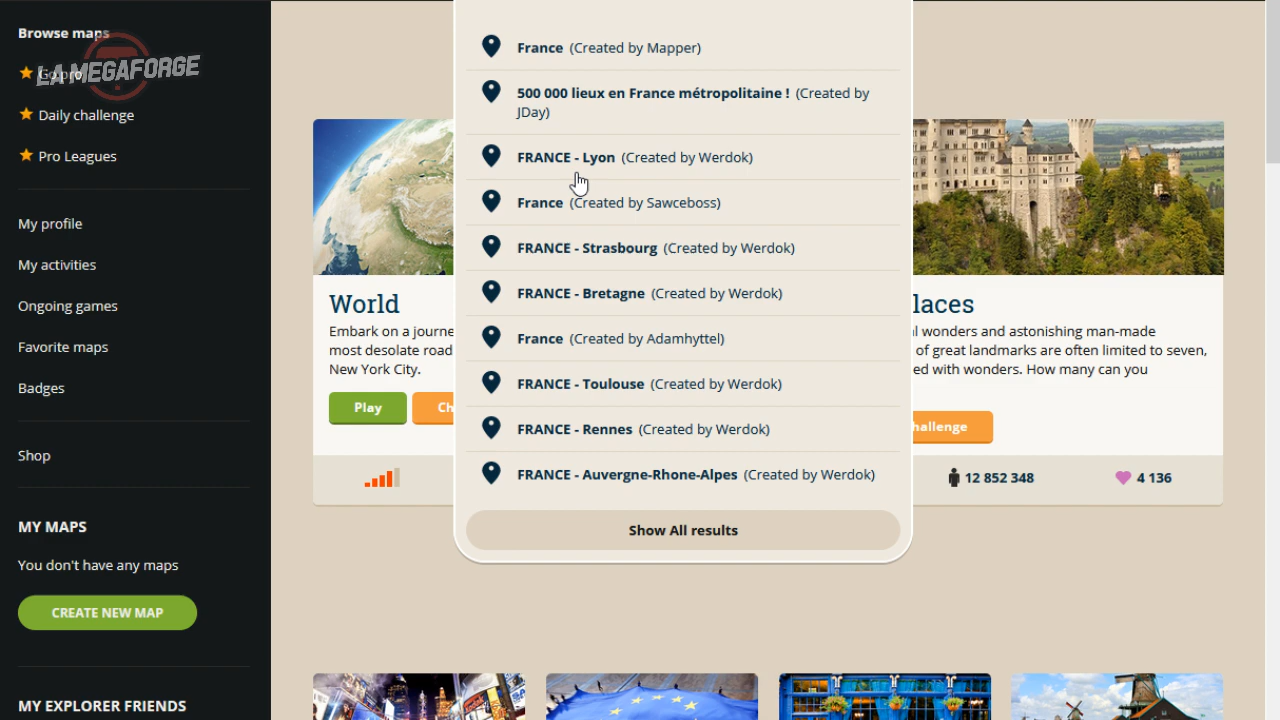 Browse maps
Go pro
LA MEGAFORGE
Daily challenge
Pro Leagues
My profile
My activities
Ongoing games
Favorite maps
Badges
Shop
MY MAPS
You don't have any maps
CREATE NEW MAP
MY EXPLORER FRIENDS
France (Created by Mapper)
500 000 lieux en France métropolitaine ! (Created by
JDay)
FRANCE - Lyon (Created by Werdok)
France (Created by Sawceboss)
FRANCE - Strasbourg (Created by Werdok)
FRANCE - Bretagne (Created by Werdok)
France (Created by Adamhyttel)
FRANCE - Toulouse (Created by Werdok)
FRANCE - Rennes (Created by Werdok)
FRANCE - Auvergne-Rhone-Alpes (Created by Werdok)
Show All results
World
Embark on a journe
most desolate road
New York City.
Play
Ch
laces
l wonders and astonishing man-made
of great landmarks are often limited to seven,
ed with wonders. How many can you
hallenge
12 852 348
4 136